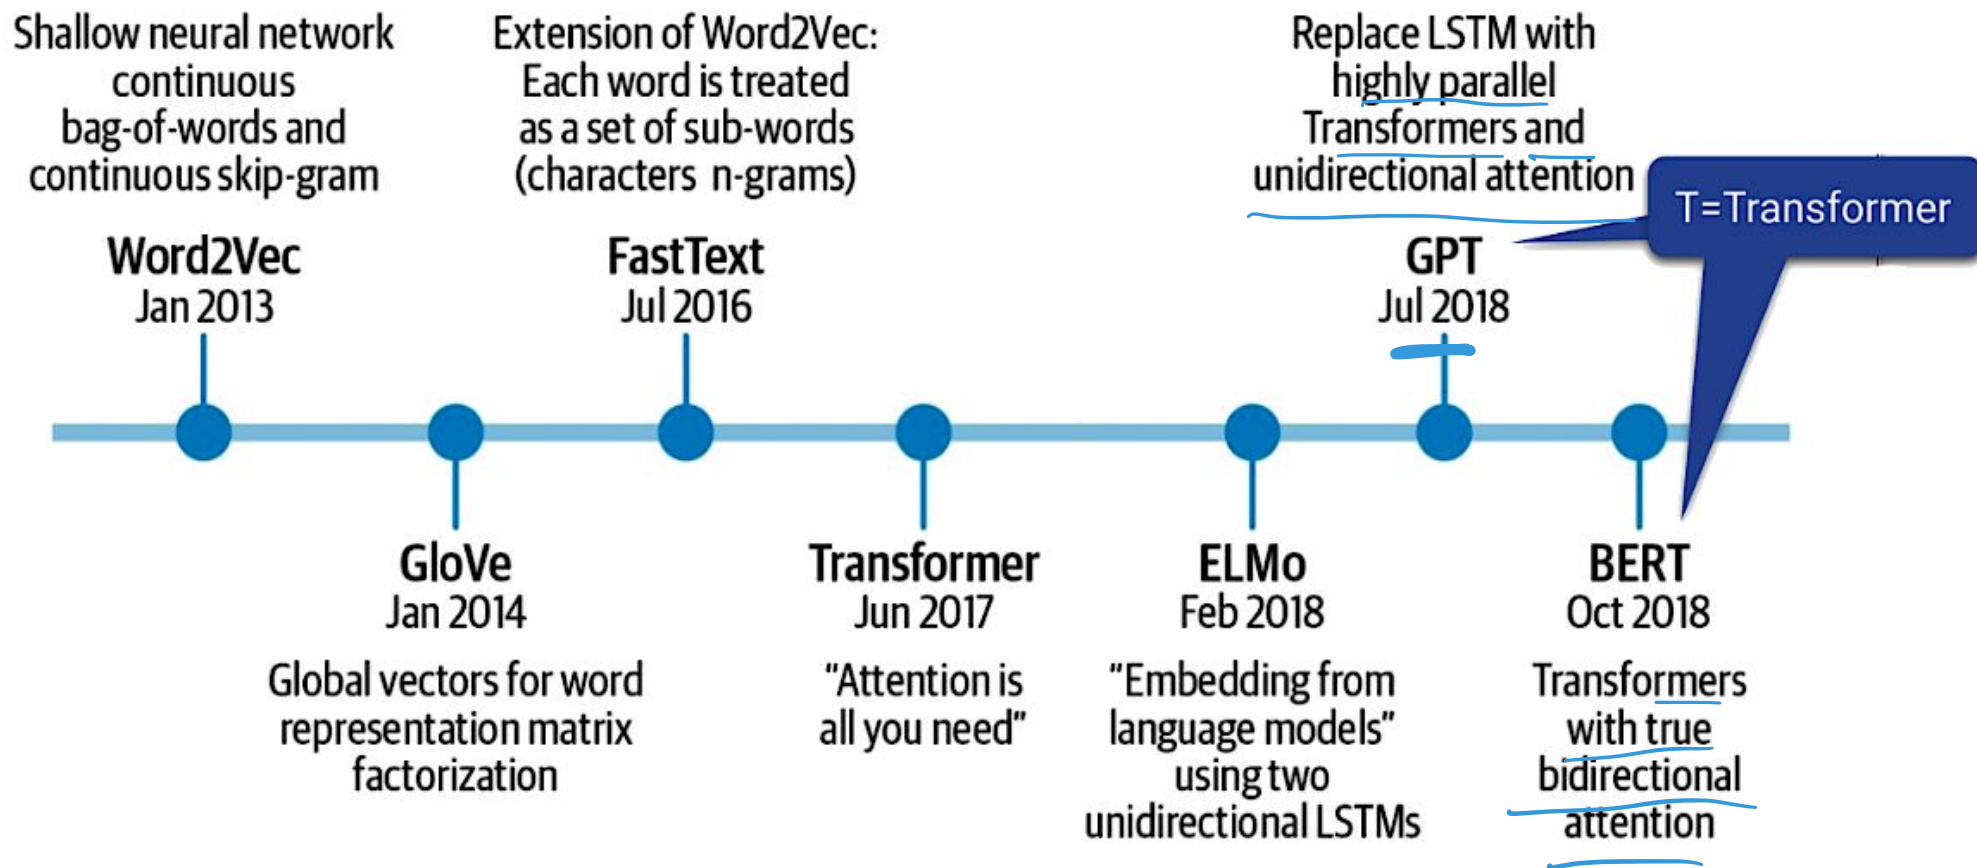 Shallow neural network
continuous
bag-of-words and
continuous skip-gram
Word2Vec
Jan 2013
Extension of Word2Vec:
Each word is treated
as a set of sub-words
(characters n-grams)
FastText
Jul 2016
Replace LSTM with
highly parallel
Transformers and
unidirectional attention
GPT
Jul 2018
T=Transformer
GloVe
Jan 2014
Global vectors for word
representation matrix
factorization
Transformer
Jun 2017
"Attention is
all you need"
ELMo
Feb 2018
"Embedding from
language models"
using two
unidirectional LSTMs
BERT
Oct 2018
Transformers
with true
bidirectional
attention